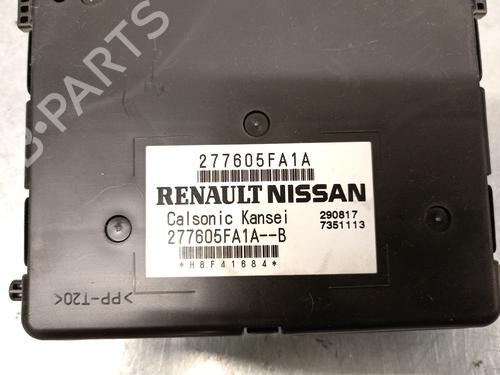 277605FA1A
RENAULT NISSAN
Calsonic Kansei 290817
277605FA1A--B 7351113
*H8F41684*
>PP-T20<
B-PARTS